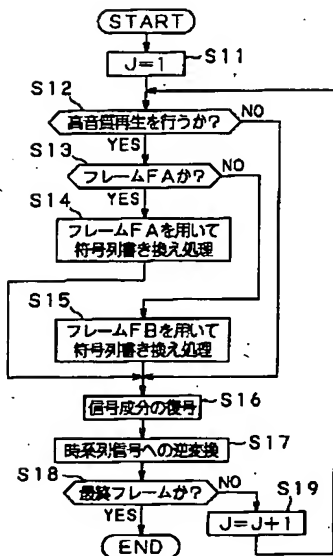 START
S11
J=1
S12
高音質再生を行うか?
NO
YES
S13
フレームFAか?
NO
YES
S14
フレームFAを用いて
符号列書き換え処理
S15
フレームFBを用いて
符号列書き換え処理
信号成分の復号
S16
時系列信号への逆変換
S17
S18
最終フレームか?
NO
S19
YES
J=J+1
END